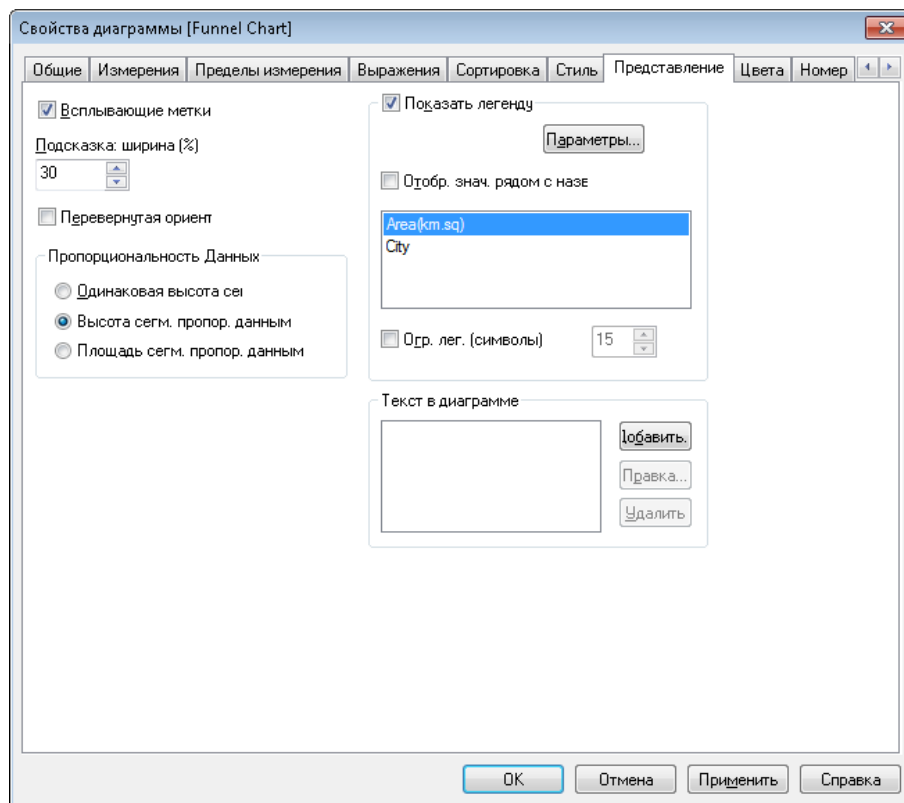 Свойства диаграммы [Funnel Chart]
Общие Измерения Пределы измерения Выражения Сортировка Стиль Представление Цвета Номер
Всплывающие метки
Подсказка: ширина (%)
30
Перевернутая ориент
Пропорциональность Данных
Одинаковая высота сег
Высота сегм. пропор. данным
Площадь сегм. пропор. данным
Показать легенду
Параметры...
Отобр. знач. рядом с назв
Area(km.sq)
City
Огр. лег. (символы) 15
Текст в диаграмме
Добавить.
Правка...
Удалить
OK Отмена Применить Справка